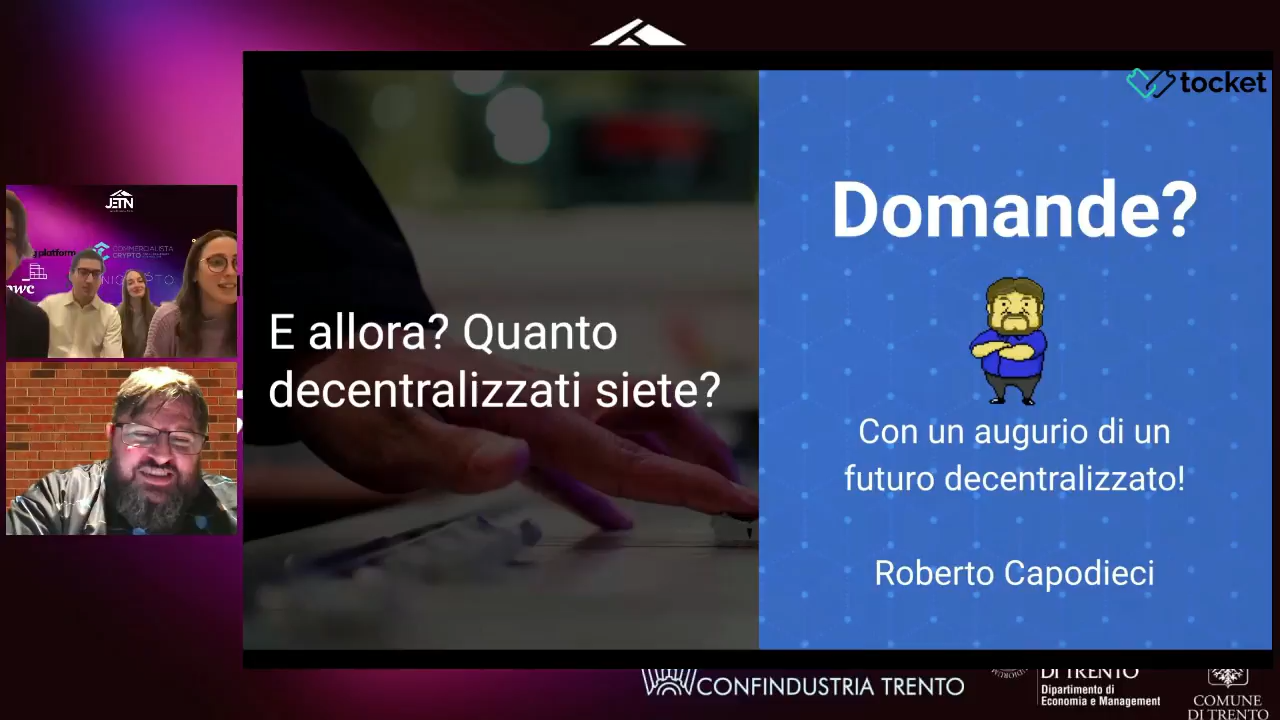 tocket
JETN
g platform
COMMERCIALISTA
CRYPTO
pwc
E allora? Quanto
decentralizzati siete?
Domande?
Con un augurio di un
futuro decentralizzato!
Roberto Capodieci
CONFINDUSTRIA TRENTO
DI TRENTO
Dipartimento di
Economia e Management
COMUNE
DI TRENTO